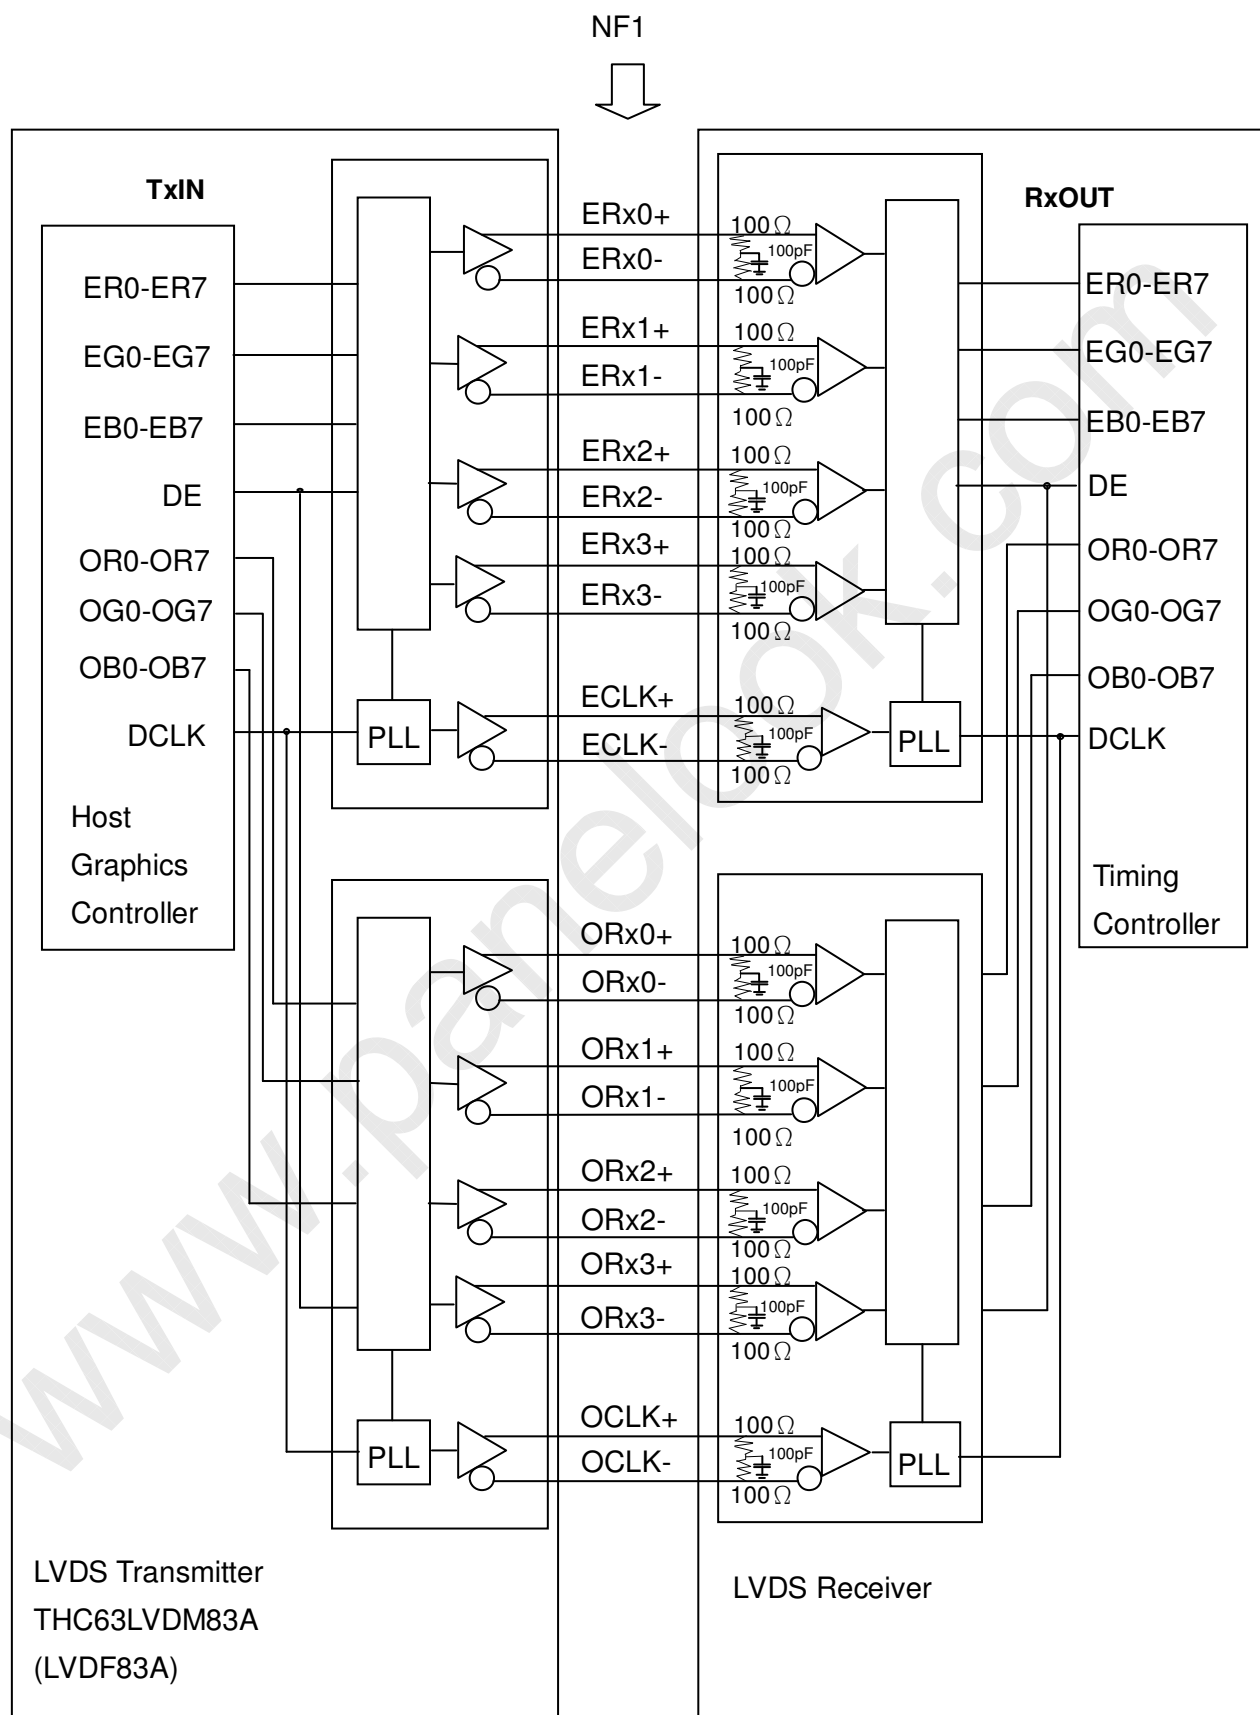 NF1
TxIN
RxOUT
ER0-ER7
EG0-EG7
EB0-EB7
DE
OR0-OR7
OG0-OG7
OB0-OB7
DCLK
Host
Graphics
Controller
PLL
ERx0+
ERx0-
ERx1+
ERx1-
ERx2+
ERx2-
ERx3+
ERx3-
ECLK+
ECLK-
100Ω
100pF
100Ω
100Ω
100pF
100Ω
100Ω
100pF
100Ω
100Ω
100pF
100Ω
100Ω
100pF
100Ω
PLL
ER0-ER7
EG0-EG7
EB0-EB7
DE
OR0-OR7
OG0-OG7
OB0-OB7
DCLK
Timing
Controller
PLL
ORx0+
ORx0-
ORx1+
ORx1-
ORx2+
ORx2-
ORx3+
ORx3-
OCLK+
OCLK-
100Ω
100pF
100Ω
100Ω
100pF
100Ω
100Ω
100pF
100Ω
100Ω
100pF
100Ω
100Ω
100pF
100Ω
PLL
LVDS Transmitter
THC63LVDM83A
(LVDF83A)
LVDS Receiver
www.panelook.com